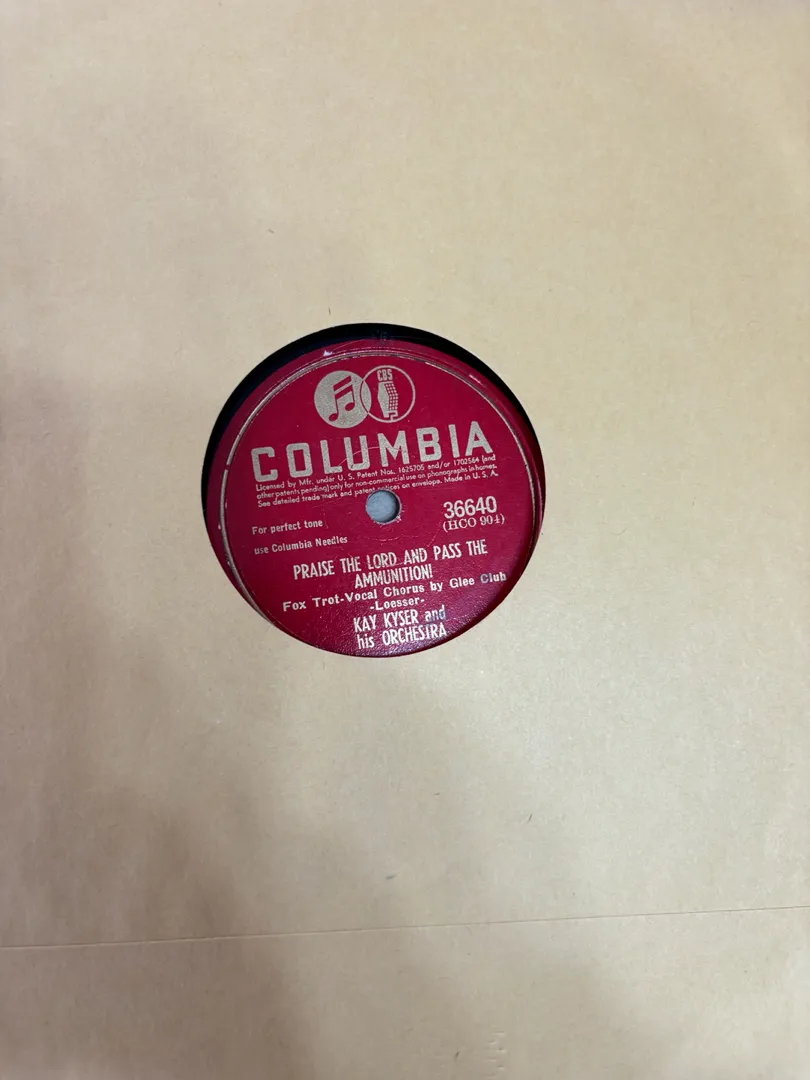 CBS
COLUMBIA
Licensed by Mfr. under U. S. Patent Nos. 1625705 and/or 1702564 (and
other patents pending) only for non-commercial use on phonographs in homes.
See detailed trade mark and patent notices on envelope. Made in U. S. A.
For perfect tone
use Columbia Needles
36640
(HCO 904)
PRAISE THE LORD AND PASS THE
AMMUNITION!
Fox Trot-Vocal Chorus by Glee Club
-Loesser-
KAY KYSER and
his ORCHESTRA